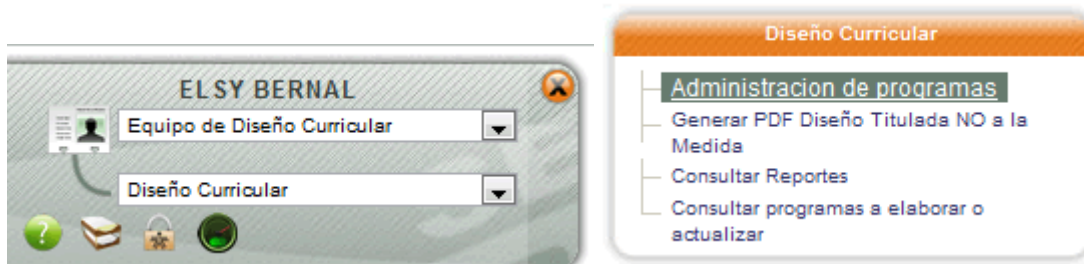 ELSY BERNAL
Equipo de Diseño Curricular
Diseño Curricular
?
Diseño Curricular
Administracion de programas
Generar PDF Diseño Titulada NO a la
Medida
Consultar Reportes
Consultar programas a elaborar o
actualizar